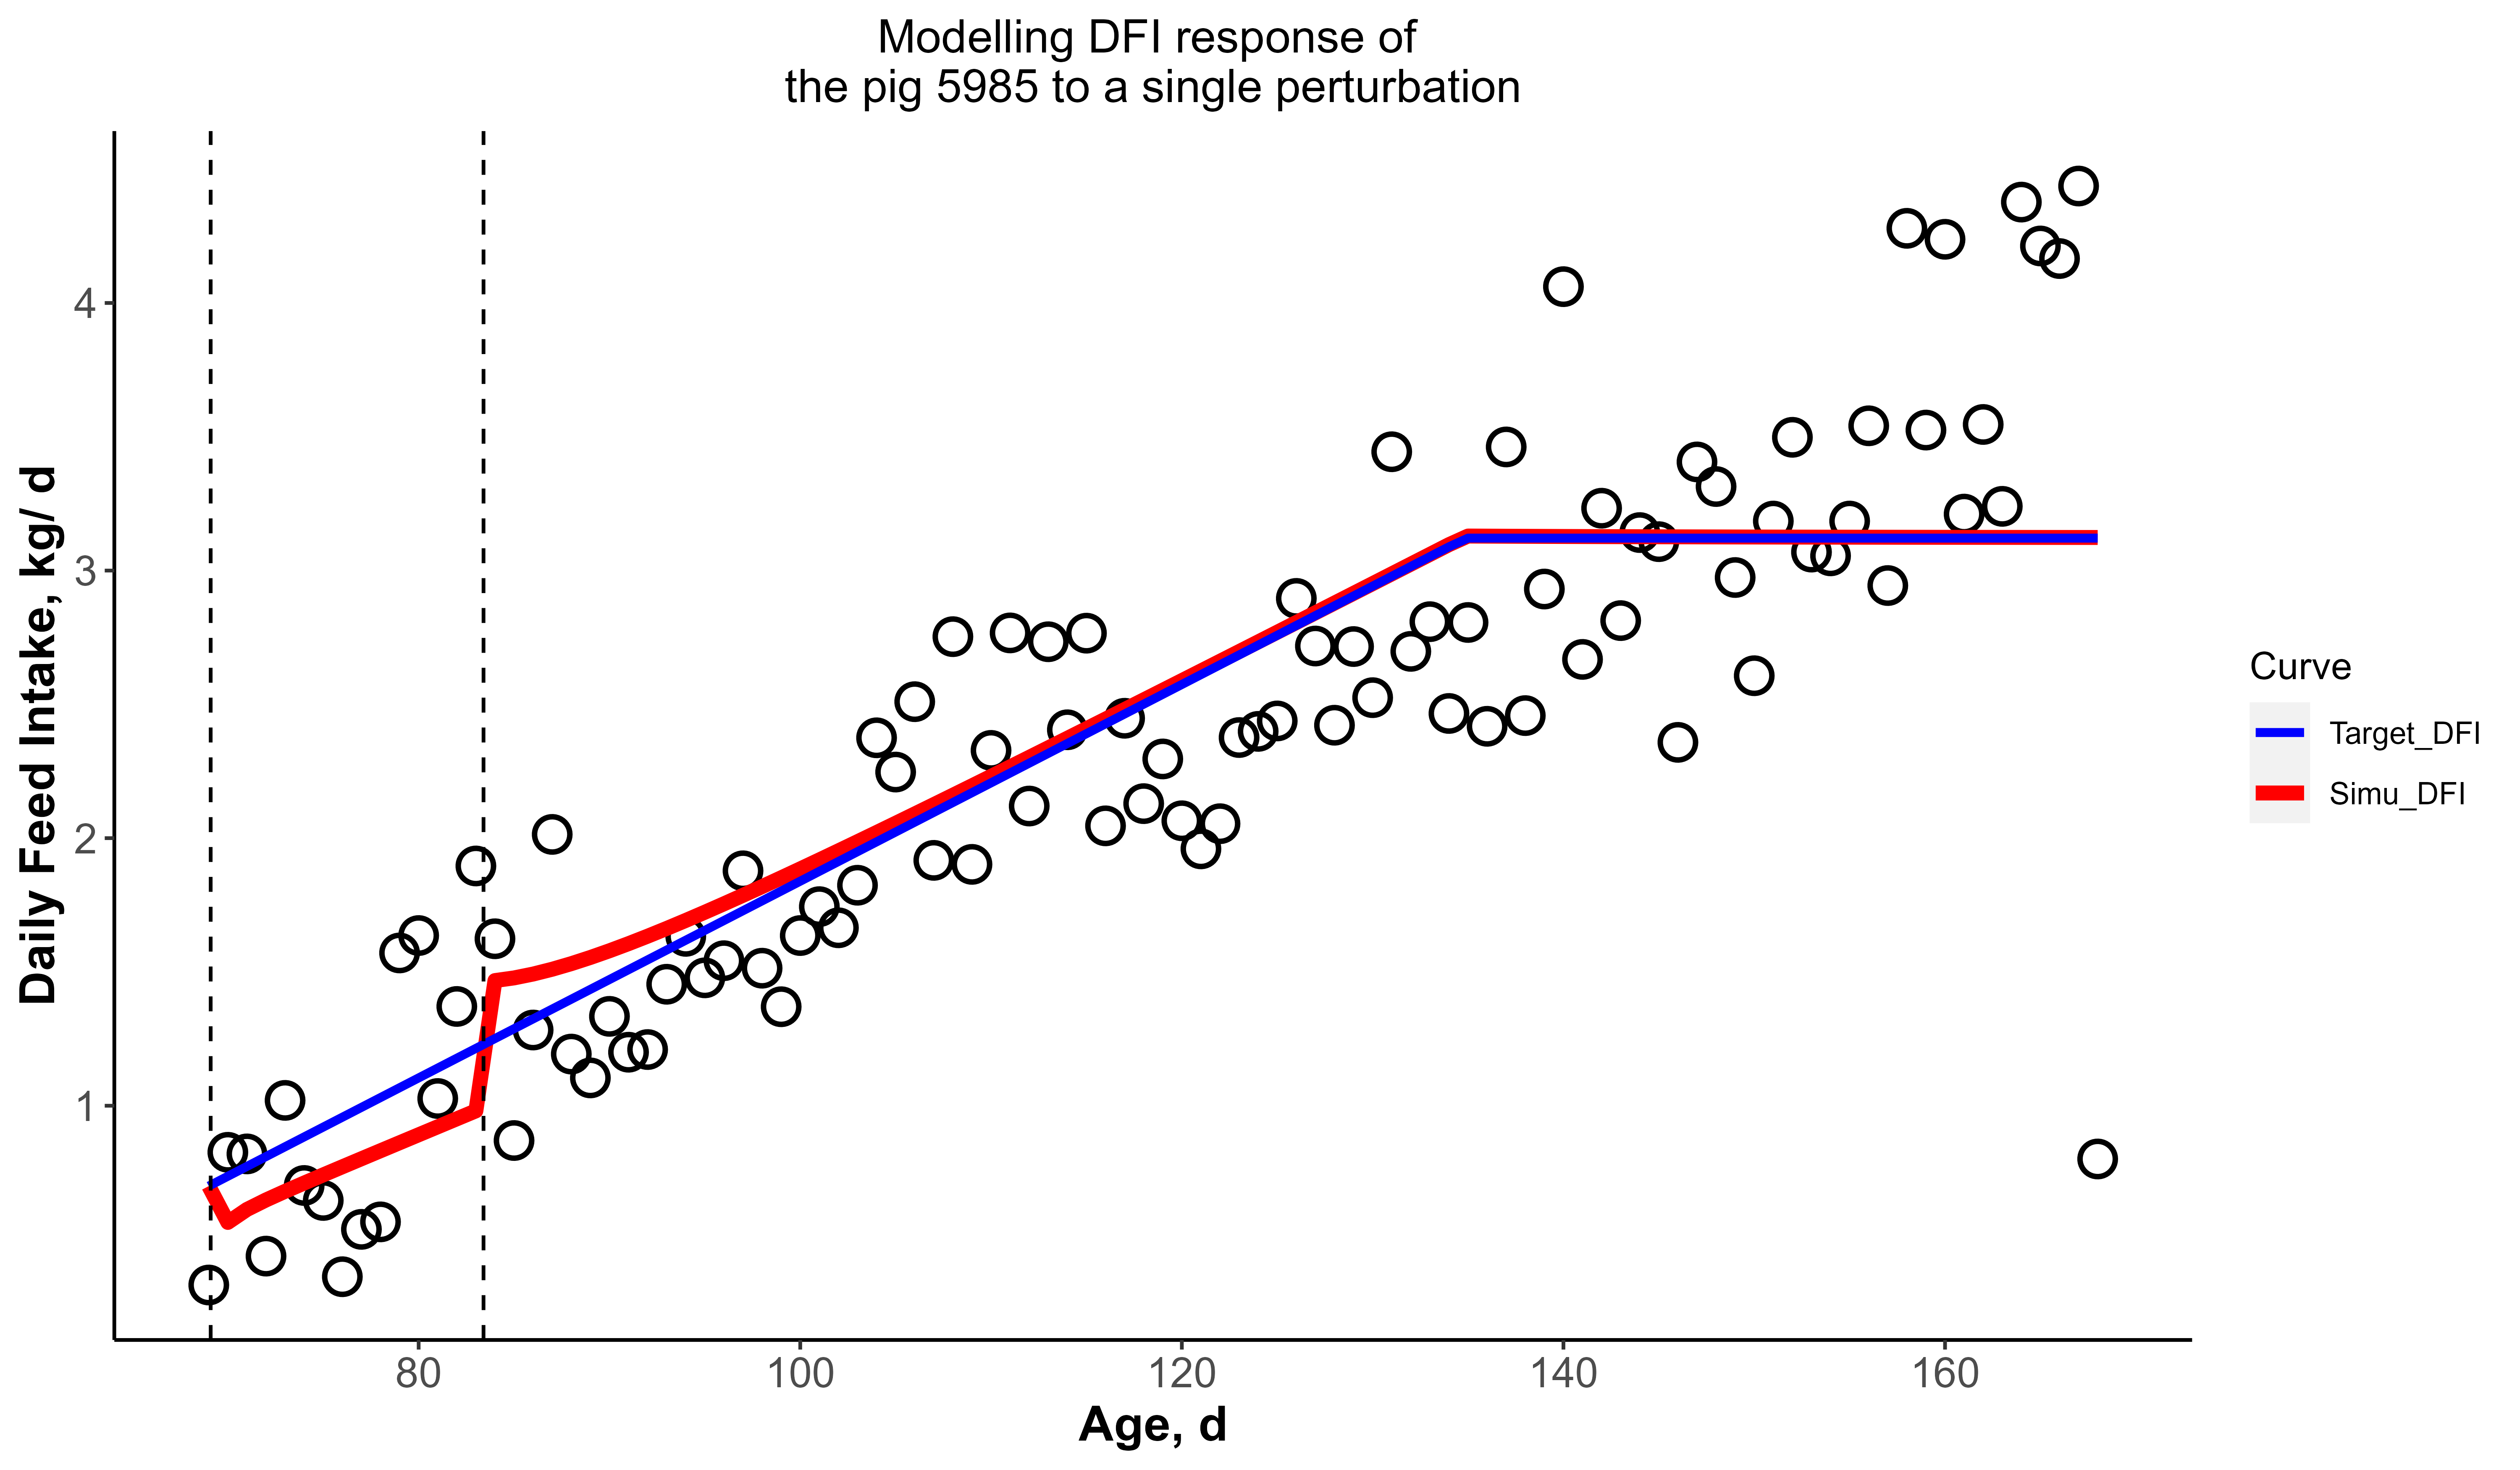 Modelling DFI response of
the pig 5985 to a single perturbation
Daily Feed Intake, kg/ d
4
3
2
1
80
100
120
140
160
Age, d
Curve
Target_DFI
Simu_DFI